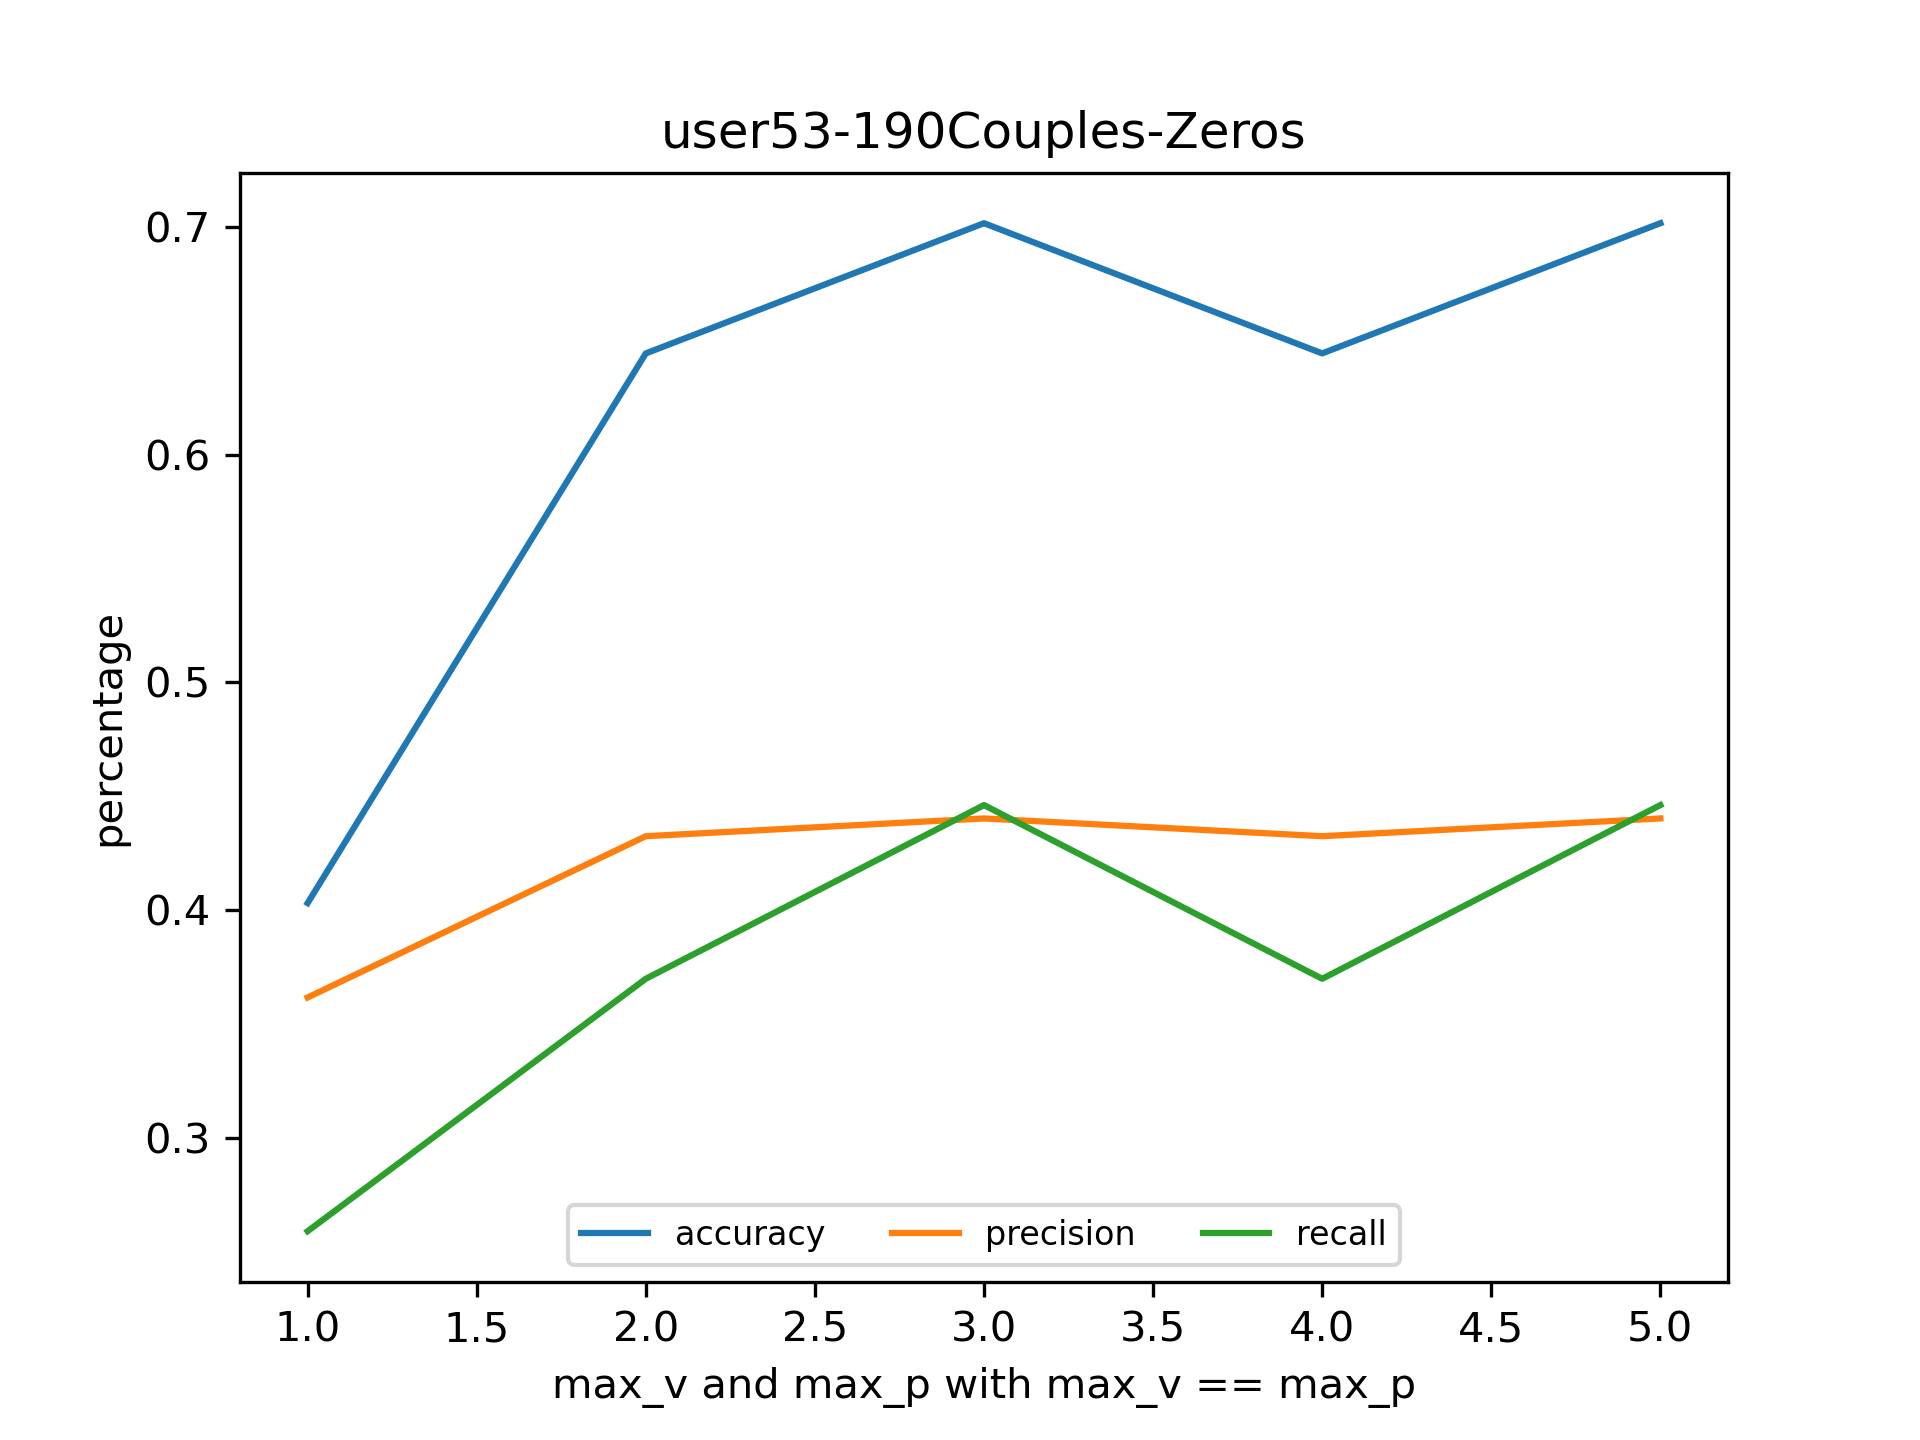 user53-190Couples-Zeros
0.7
0.6
0.5
0.4
0.3
percentage
accuracy precision recall
1.0 1.5 2.0 2.5 3.0 3.5 4.0 4.5 5.0
max_v and max_p with max_v == max_p